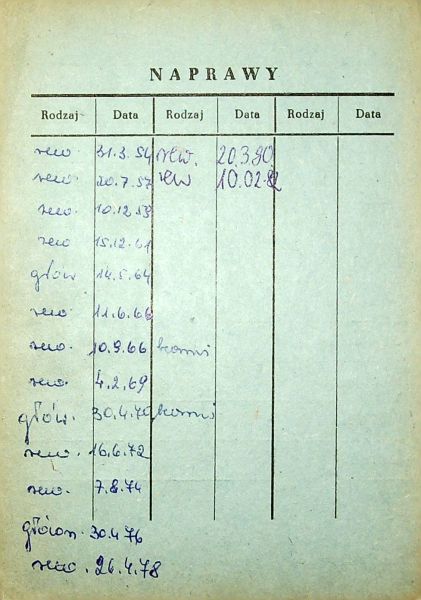 NAPRAWY
Rodzaj Data Rodzaj Data Rodzaj Data
rew. 31.3.54 rew. 20.3.80
rew. 20.7.57 rew 10.02.82
rew. 10.12.59
rew 15.12.61
głów 14.5.64
rew. 11.6.66
rew. 10.9.66
rew. 4.2.69
głów. 30.4.70
rew. 16.6.72
rew. 7.8.74
główn. 30.4.76
rew. 26.4.78